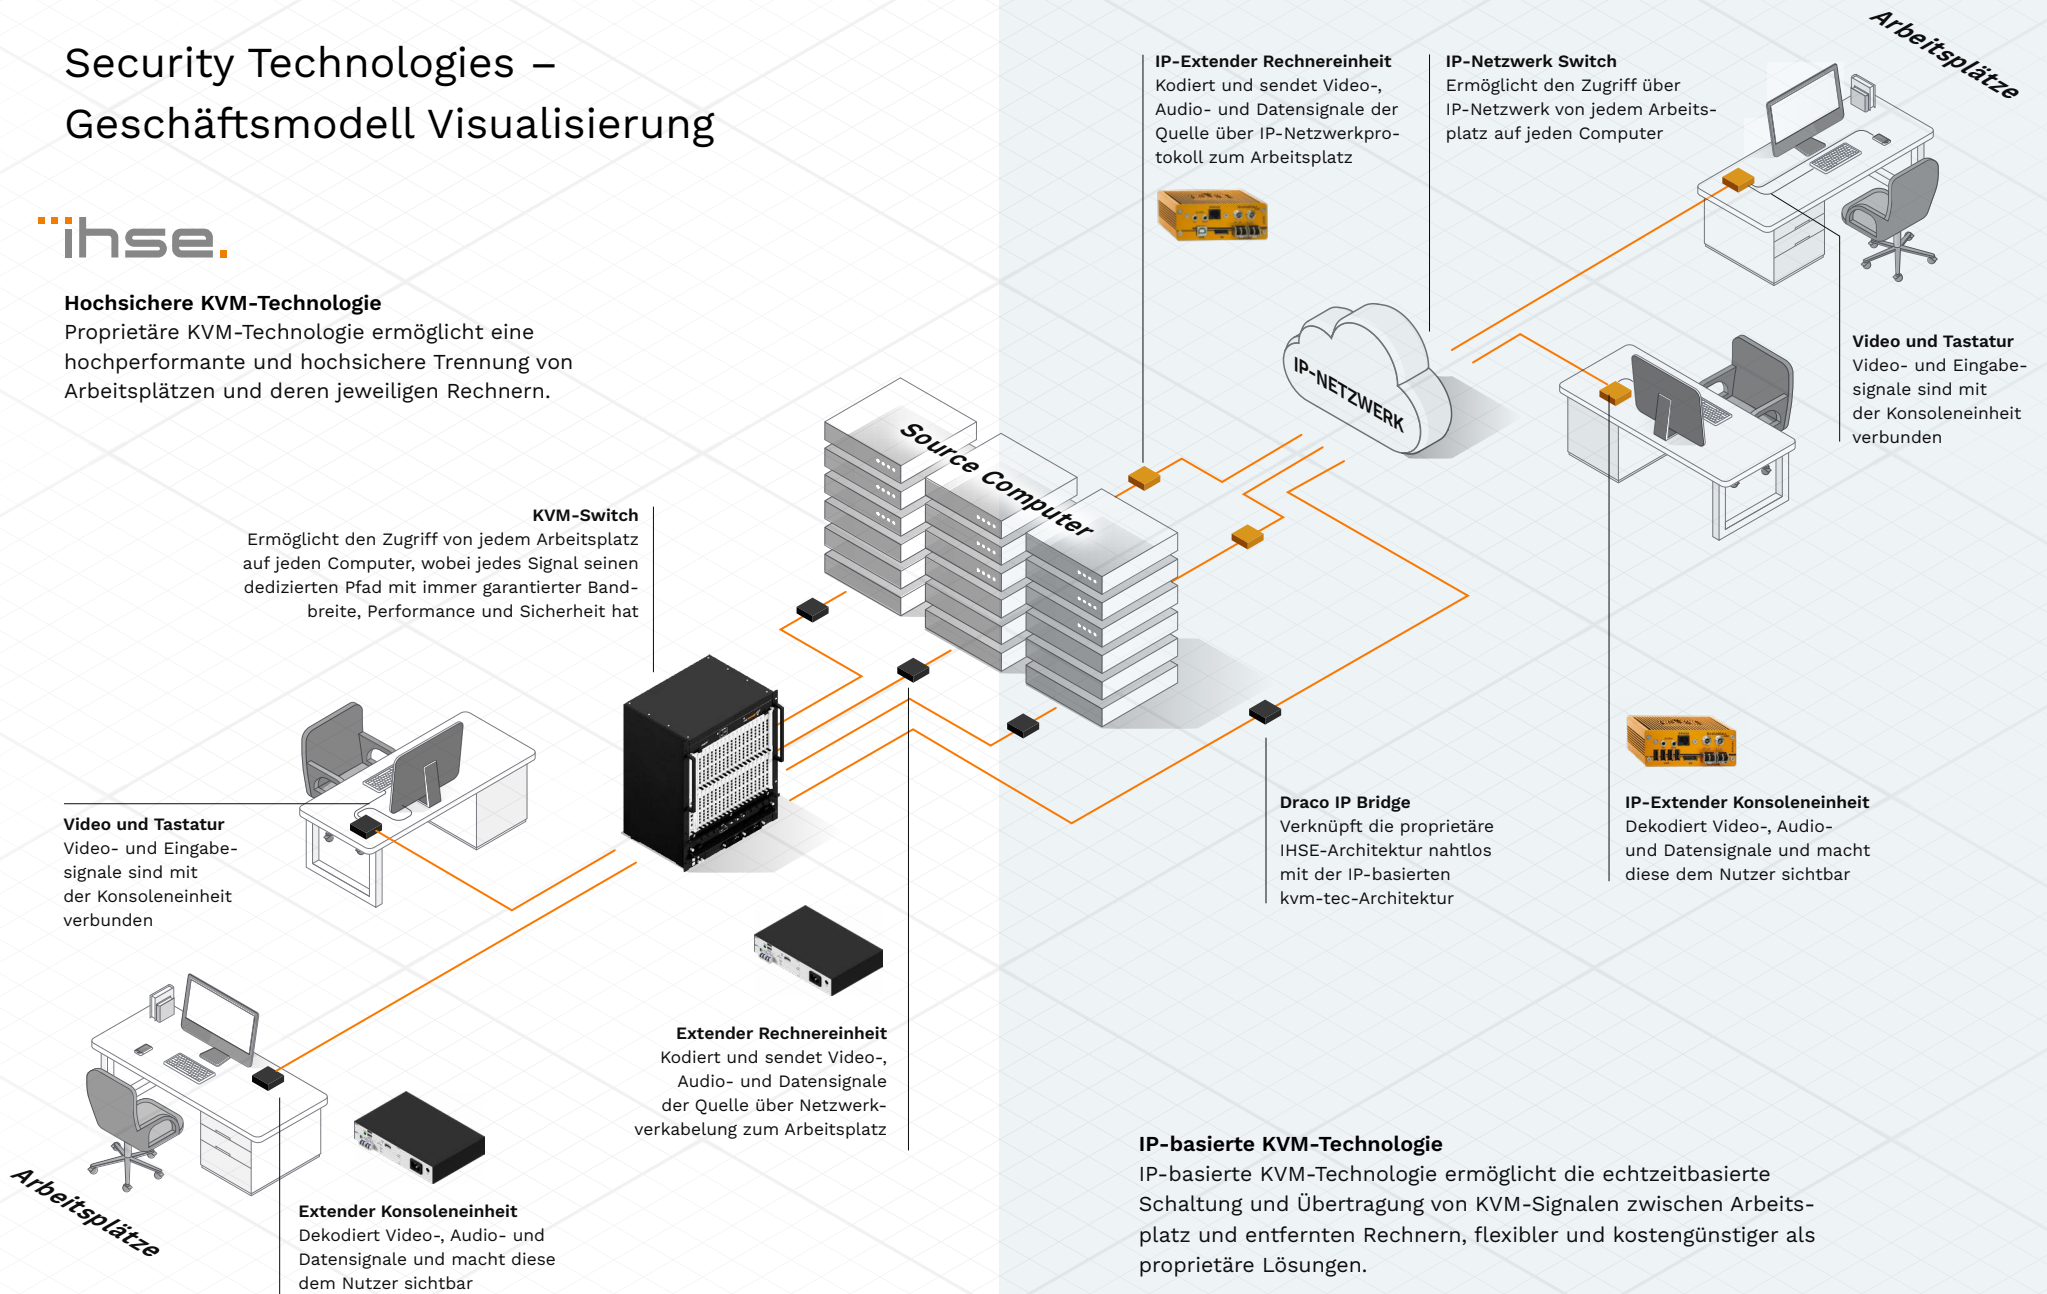 Security Technologies –
Geschäftsmodell Visualisierung
ihse.
Hochsichere KVM-Technologie
Proprietäre KVM-Technologie ermöglicht eine
hochperformante und hochsichere Trennung von
Arbeitsplätzen und deren jeweiligen Rechnern.
KVM-Switch
Ermöglicht den Zugriff von jedem Arbeitsplatz
auf jeden Computer, wobei jedes Signal seinen
dedizierten Pfad mit immer garantierter Band-
breite, Performance und Sicherheit hat
Video und Tastatur
Video- und Eingabe-
signale sind mit
der Konsoleneinheit
verbunden
Arbeitsplätze
Extender Konsoleneinheit
Dekodiert Video-, Audio- und
Datensignale und macht diese
dem Nutzer sichtbar
Extender Rechnereinheit
Kodiert und sendet Video-,
Audio- und Datensignale
der Quelle über Netzwerk-
verkabelung zum Arbeitsplatz
Source Computer
IP-Extender Rechnereinheit
Kodiert und sendet Video-,
Audio- und Datensignale der
Quelle über IP-Netzwerkpro-
tokoll zum Arbeitsplatz
IP-Netzwerk Switch
Ermöglicht den Zugriff über
IP-Netzwerk von jedem Arbeits-
platz auf jeden Computer
Arbeitsplätze
IP-NETZWERK
Video und Tastatur
Video- und Eingabe-
signale sind mit
der Konsoleneinheit
verbunden
Draco IP Bridge
Verknüpft die proprietäre
IHSE-Architektur nahtlos
mit der IP-basierten
kvm-tec-Architektur
IP-Extender Konsoleneinheit
Dekodiert Video-, Audio-
und Datensignale und macht
diese dem Nutzer sichtbar
IP-basierte KVM-Technologie
IP-basierte KVM-Technologie ermöglicht die echtzeitbasierte
Schaltung und Übertragung von KVM-Signalen zwischen Arbeits-
platz und entfernten Rechnern, flexibler und kostengünstiger als
proprietäre Lösungen.